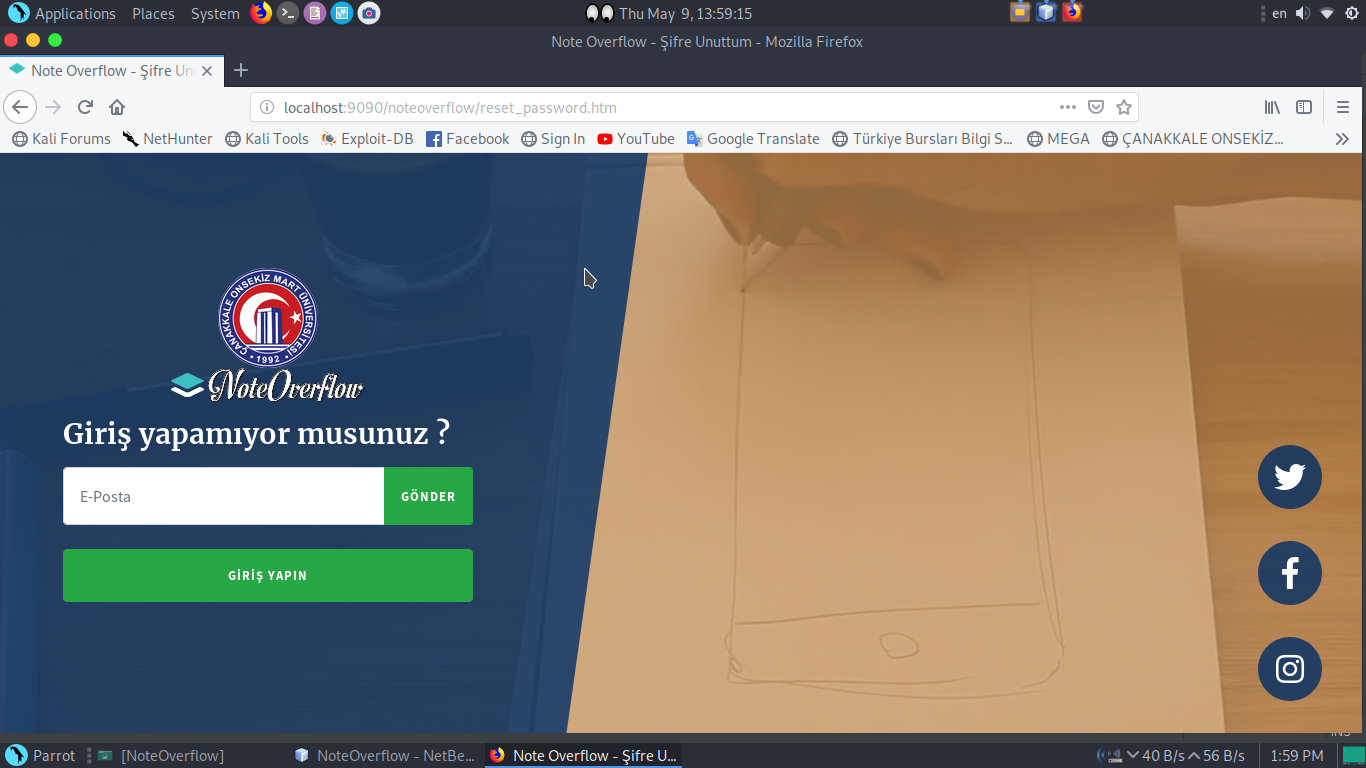 Applications Places System Thu May 9, 13:59:15 en
Note Overflow - Şifre Unuttum - Mozilla Firefox
Note Overflow - Şifre Un
localhost:9090/noteoverflow/reset_password.htm
Kali Forums NetHunter Kali Tools Exploit-DB Facebook Sign In YouTube Google Translate Türkiye Bursları Bilgi S... MEGA ÇANAKKALE ONSEKİZ...
ÇANAKKALE ONSEKİZ MART ÜNİVERSİTESİ
• 1992 •
NoteOverflow
Giriş yapamıyor musunuz ?
E-Posta GÖNDER
GİRİŞ YAPIN
Parrot [NoteOverflow] NoteOverflow - NetBe... Note Overflow - Şifre U... 40 B/s 56 B/s 1:59 PM